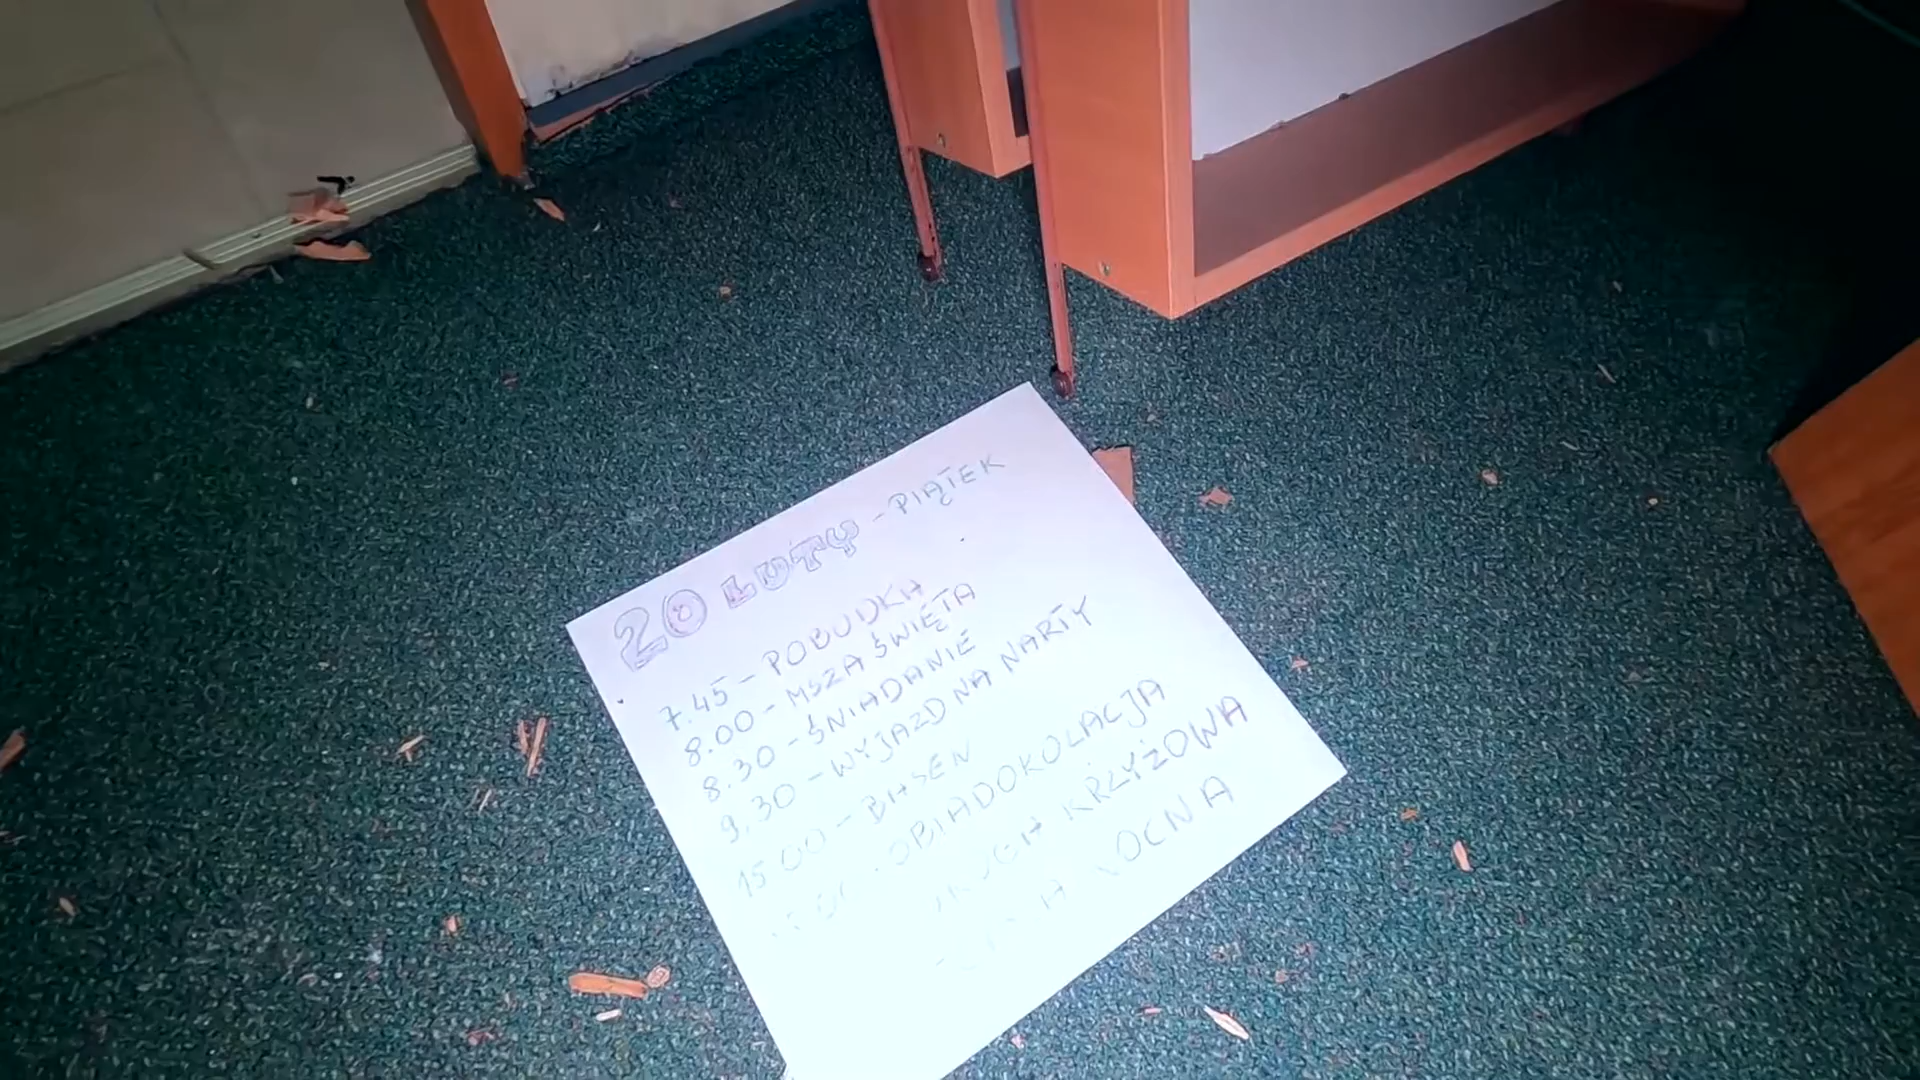 20 LUTY - PIĄTEK
7.45 - POBUDKA
8.00 - MSZA ŚWIĘTA
8.30 - ŚNIADANIE
9.30 - WYJAZD NA NARTY
15.00 - BASEN
- OBIADOKOLACJA
KRZYŻOWA
NOCNA